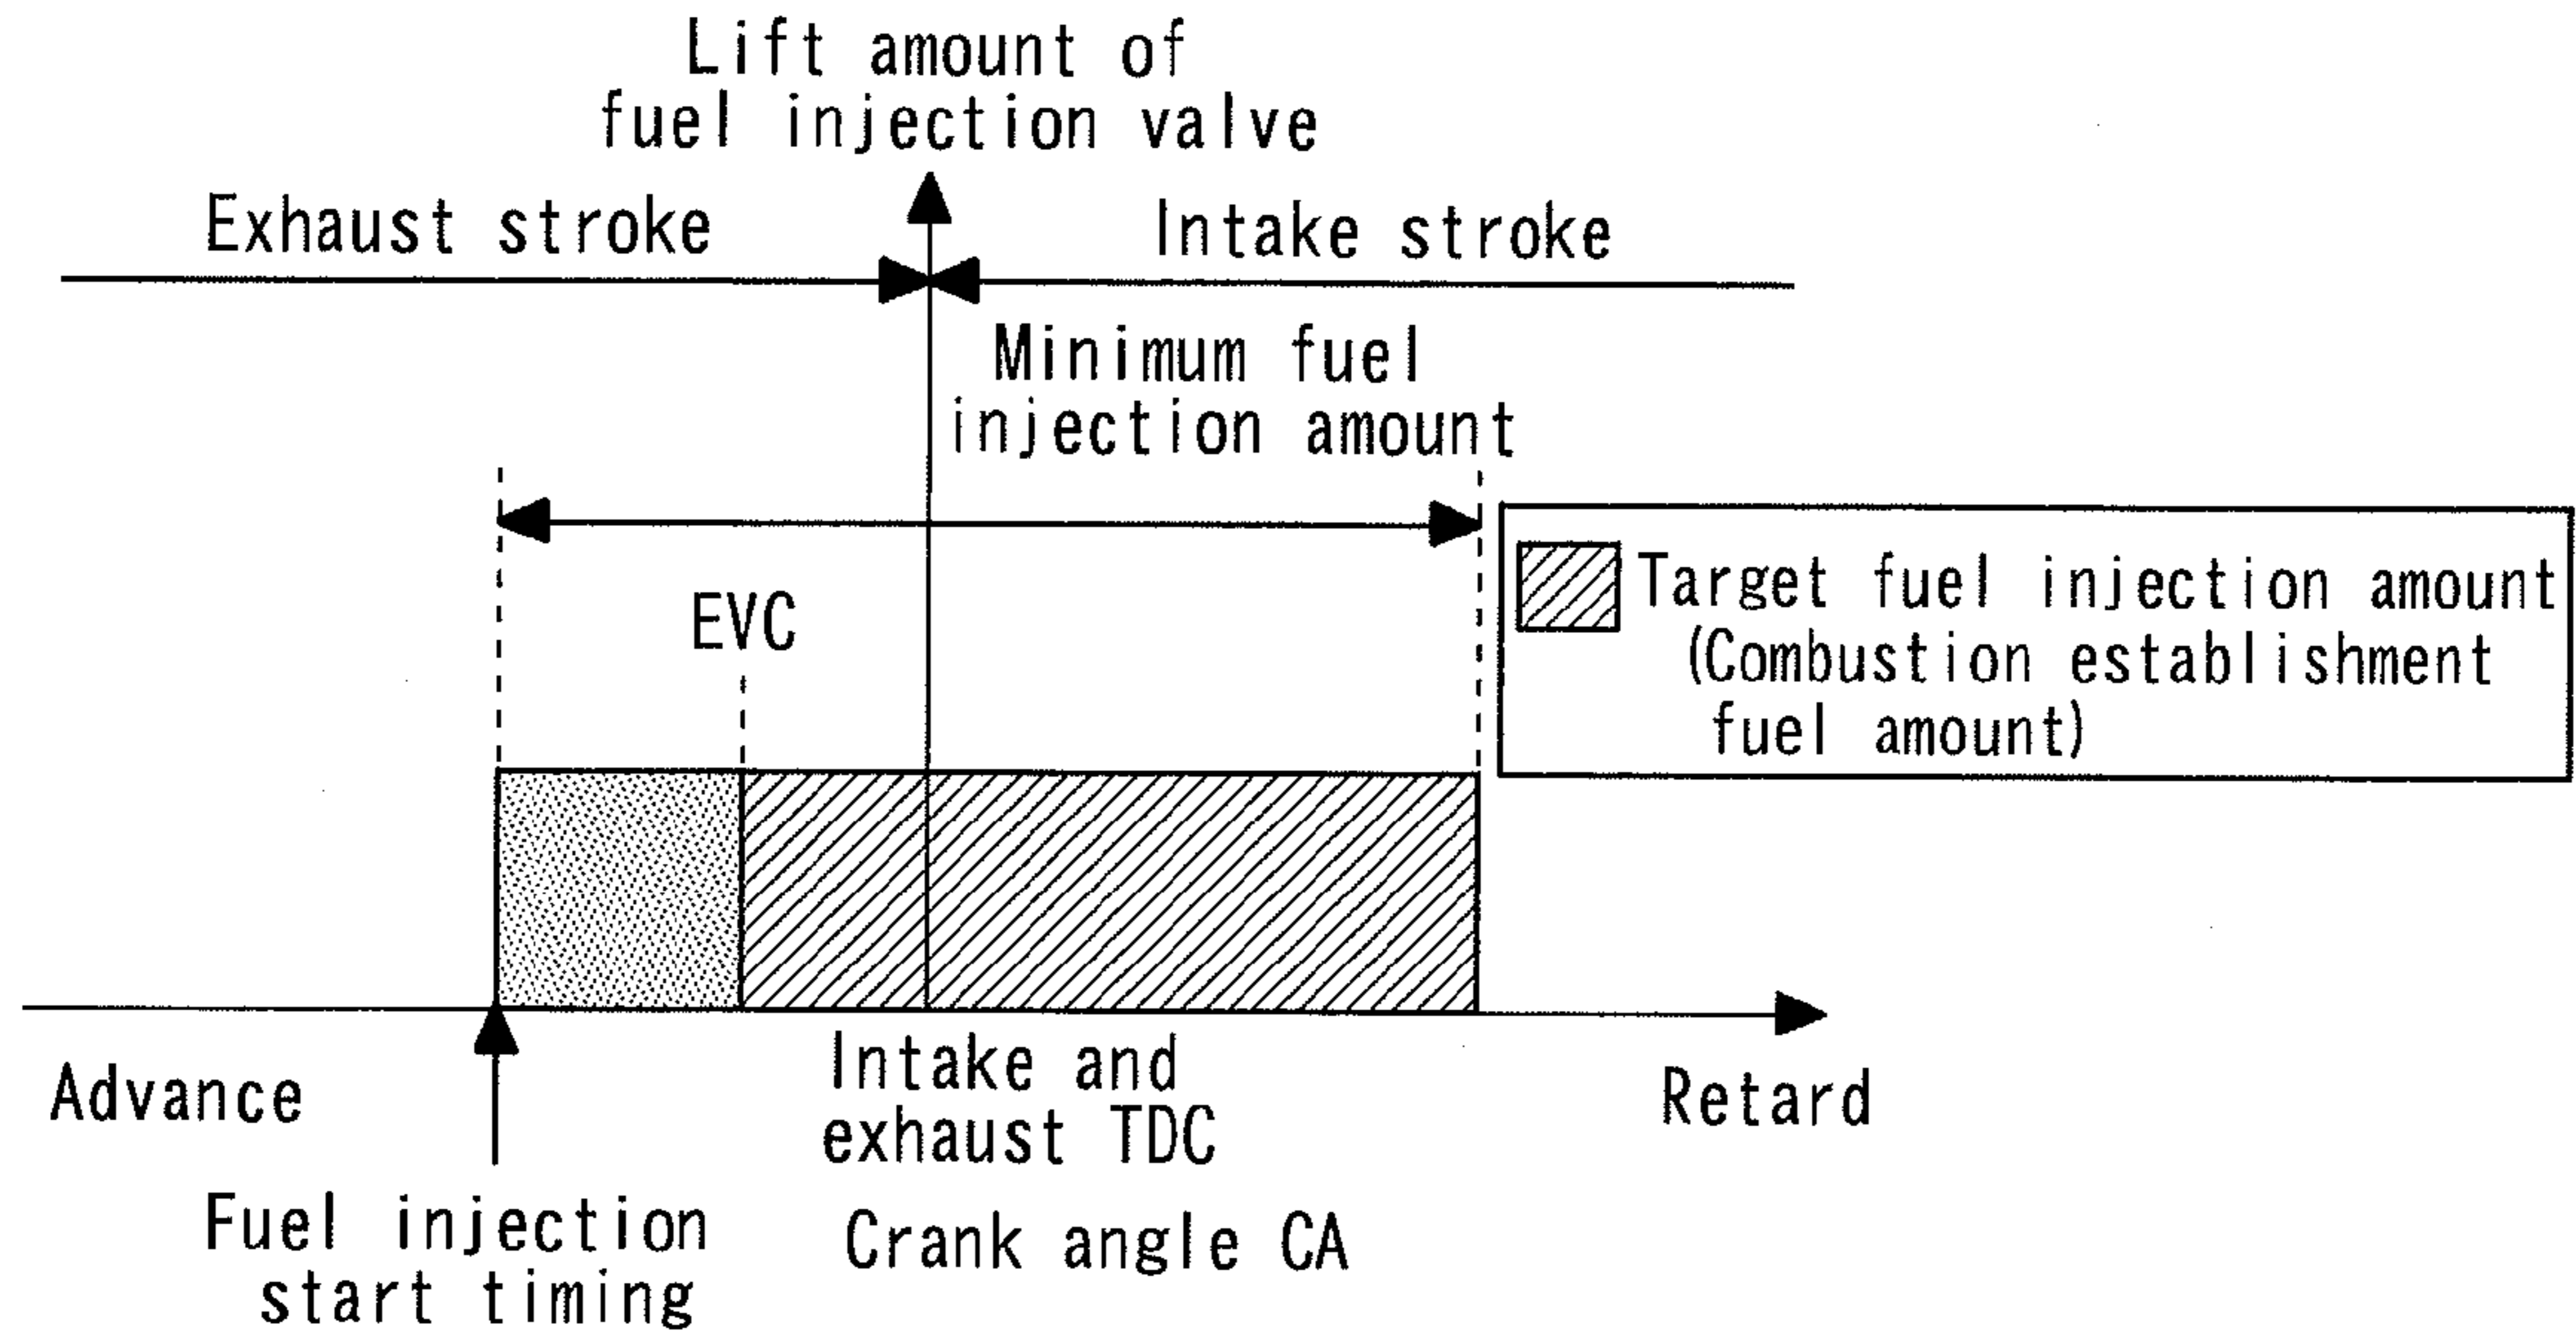 Lift amount of
fuel injection valve
Exhaust stroke
Intake stroke
Minimum fuel
injection amount
EVC
Target fuel injection amount
(Combustion establishment
fuel amount)
Advance
Intake and
exhaust TDC
Retard
Fuel injection
start timing
Crank angle CA